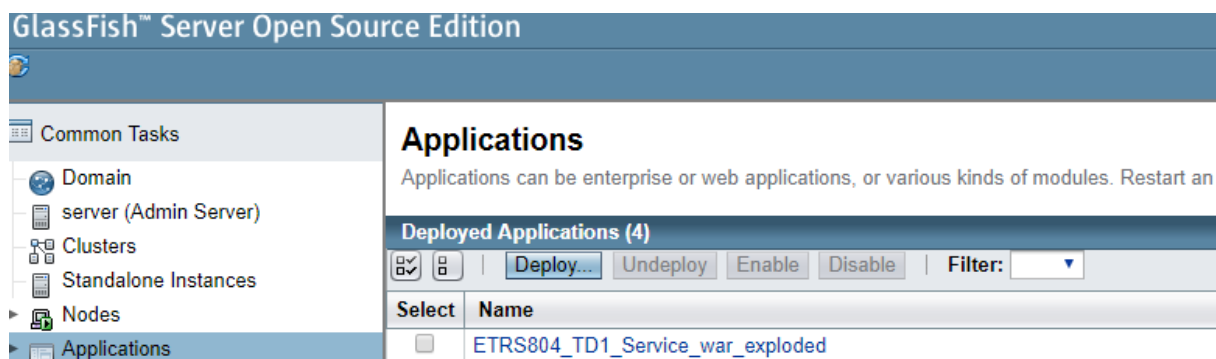 GlassFish™ Server Open Source Edition
Common Tasks
Domain
server (Admin Server)
Clusters
Standalone Instances
Nodes
Applications
Applications
Applications can be enterprise or web applications, or various kinds of modules. Restart an
Deployed Applications (4)
Deploy... Undeploy Enable Disable Filter:
Select Name
ETRS804_TD1_Service_war_exploded